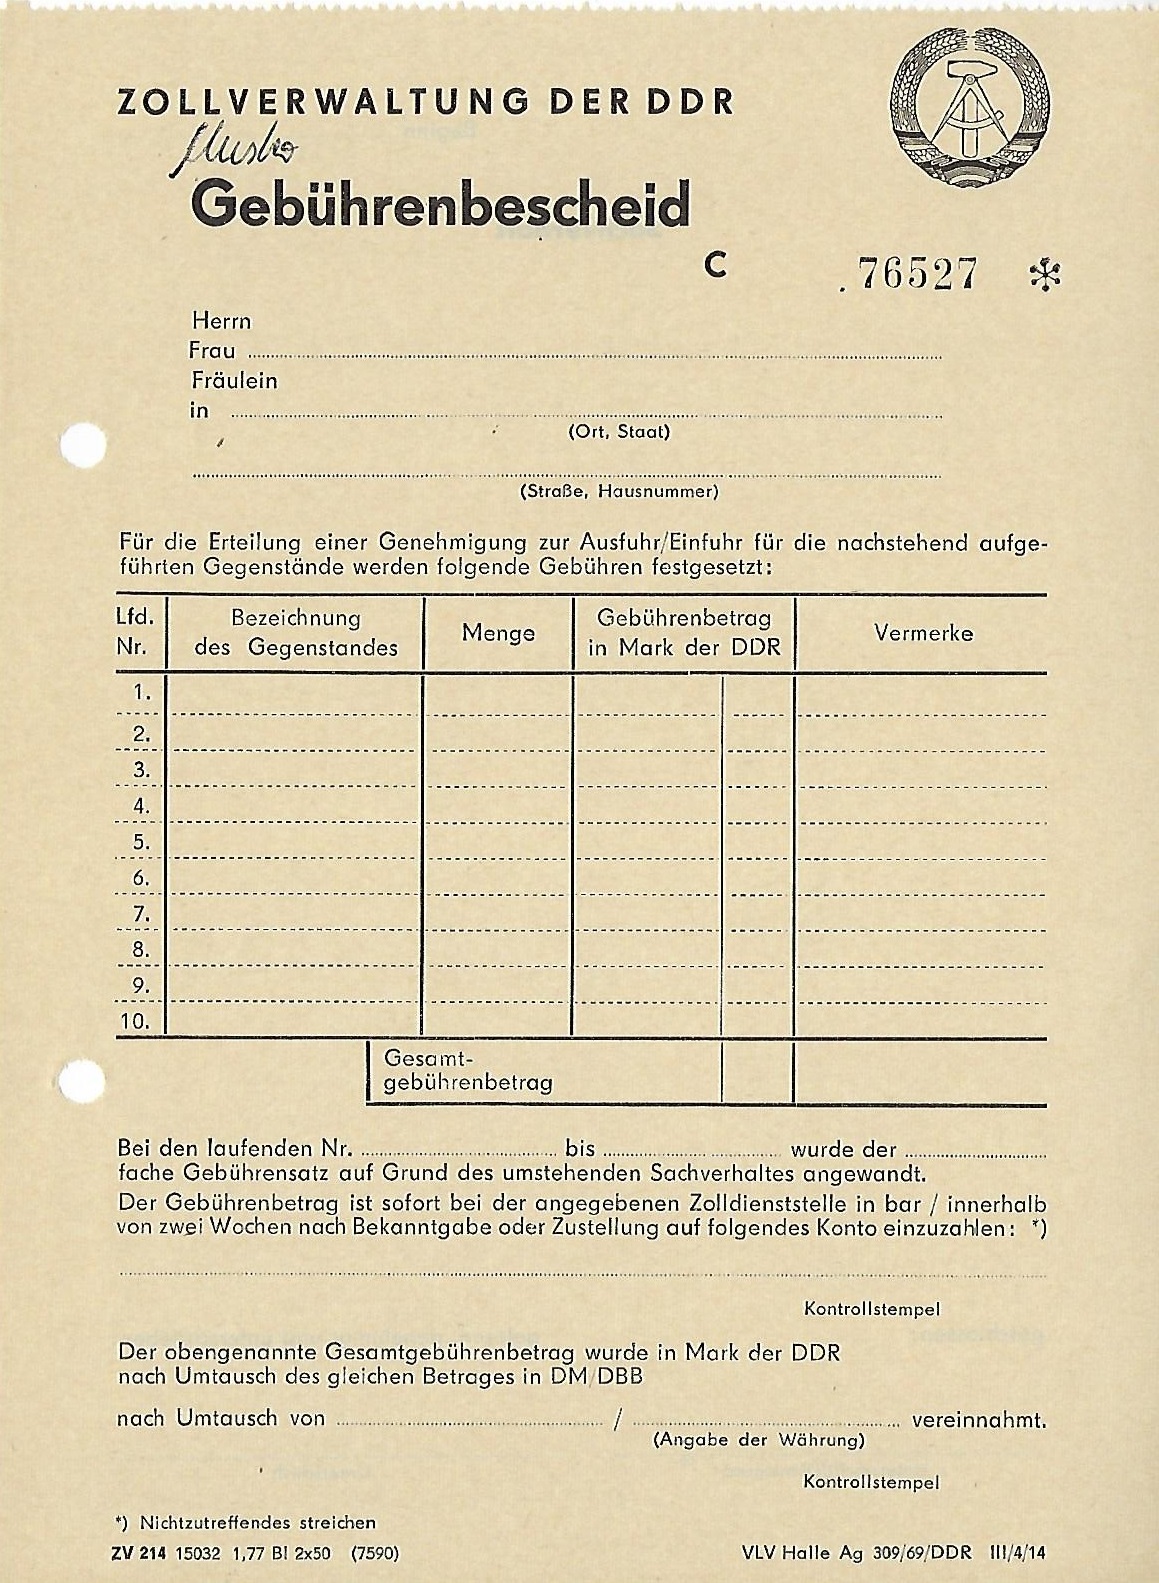 ZOLLVERWALTUNG DER DDR
Muster
Gebührenbescheid
C .76527 *
Herrn
Frau
Fräulein
in
(Ort, Staat)
(Straße, Hausnummer)
Für die Erteilung einer Genehmigung zur Ausfuhr/Einfuhr für die nachstehend aufge-
führten Gegenstände werden folgende Gebühren festgesetzt:
Lfd. Nr.
Bezeichnung des Gegenstandes
Menge
Gebührenbetrag in Mark der DDR
Vermerke
1.
2.
3.
4.
5.
6.
7.
8.
9.
10.
Gesamt-
gebührenbetrag
Bei den laufenden Nr. bis wurde der
fache Gebührensatz auf Grund des umstehenden Sachverhaltes angewandt.
Der Gebührenbetrag ist sofort bei der angegebenen Zolldienststelle in bar / innerhalb
von zwei Wochen nach Bekanntgabe oder Zustellung auf folgendes Konto einzuzahlen: *)
Kontrollstempel
Der obengenannte Gesamtgebührenbetrag wurde in Mark der DDR
nach Umtausch des gleichen Betrages in DM DBB
nach Umtausch von / vereinnahmt.
(Angabe der Währung)
Kontrollstempel
*) Nichtzutreffendes streichen
ZV 214 15032 1,77 Bl 2x50 (7590) VLV Halle Ag 309/69/DDR III/4/14